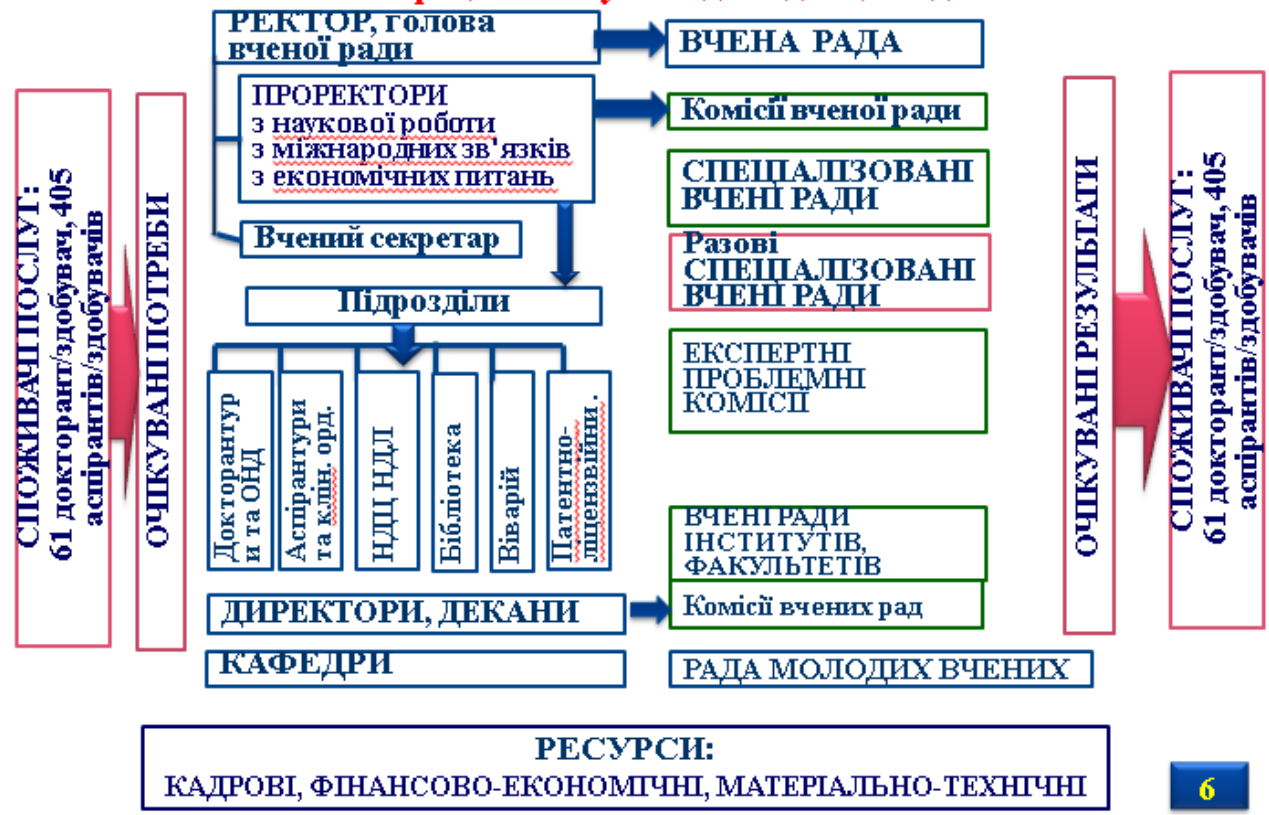 РЕКТОР, голова
вченої ради
ВЧЕНА РАДА
ПРОРЕКТОРИ
з наукової роботи
з міжнародних зв'язків
з економічних питань
Комісії вченої ради
СПЕЦІАЛІЗОВАНІ
ВЧЕНІ РАДИ
Вчений секретар
Разові
СПЕЦІАЛІЗОВАНІ
ВЧЕНІ РАДИ
Підрозділи
ЕКСПЕРТНІ
ПРОБЛЕМНІ
КОМІСІЇ
Докторантур
и та ОНД
Аспірантури
та клін. орд.
НДЦ НДЛ
Бібліотека
Віварій
Патентно-
ліцензвійни.
ВЧЕНІ РАДИ
ІНСТИТУТІВ,
ФАКУЛЬТЕТІВ
ДИРЕКТОРИ, ДЕКАНИ
Комісії вчених рад
КАФЕДРИ
РАДА МОЛОДИХ ВЧЕНИХ
СПОЖИВАЧІ ПОСЛУГ:
61 докторант/здобувач, 405
аспірантів/здобувачів
ОЧІКУВАНІ ПОТРЕБИ
ОЧІКУВАНІ РЕЗУЛЬТАТИ
СПОЖИВАЧІ ПОСЛУГ:
61 докторант/здобувач, 405
аспірантів/здобувачів
РЕСУРСИ:
КАДРОВІ, ФІНАНСОВО-ЕКОНОМІЧНІ, МАТЕРІАЛЬНО-ТЕХНІЧНІ
6